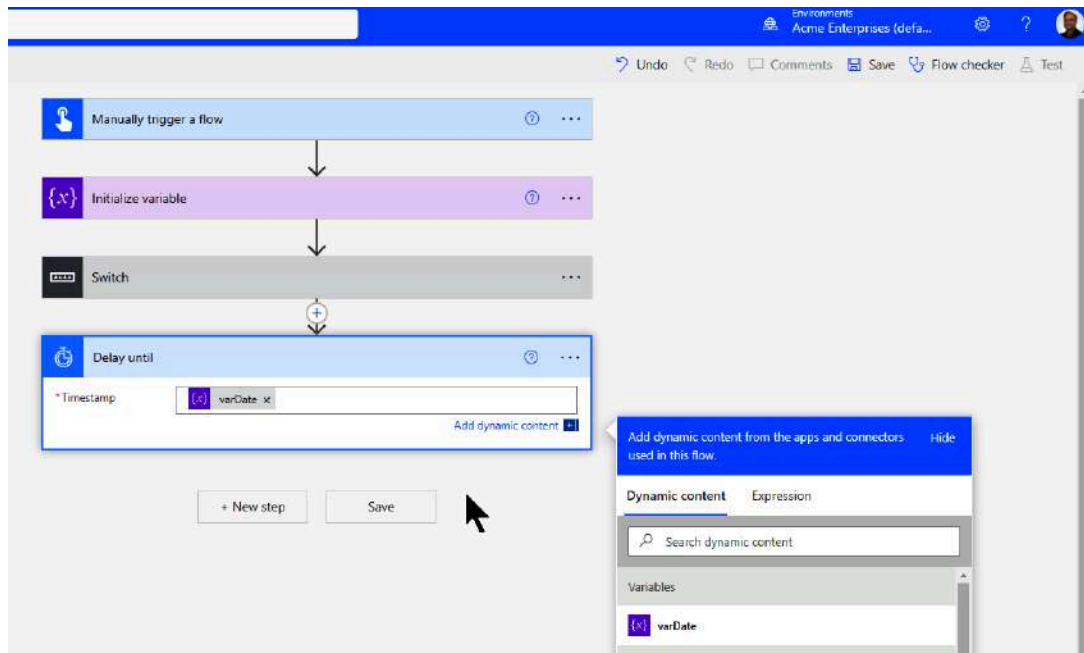 Environments
Acme Enterprises (defa...
?
Undo Redo Comments Save Flow checker Test
Manually trigger a flow
{x} Initialize variable
Switch
Delay until
* Timestamp {x} varDate ×
Add dynamic content
Add dynamic content from the apps and connectors used in this flow. Hide
+ New step Save
Dynamic content Expression
Search dynamic content
Variables
{x} varDate